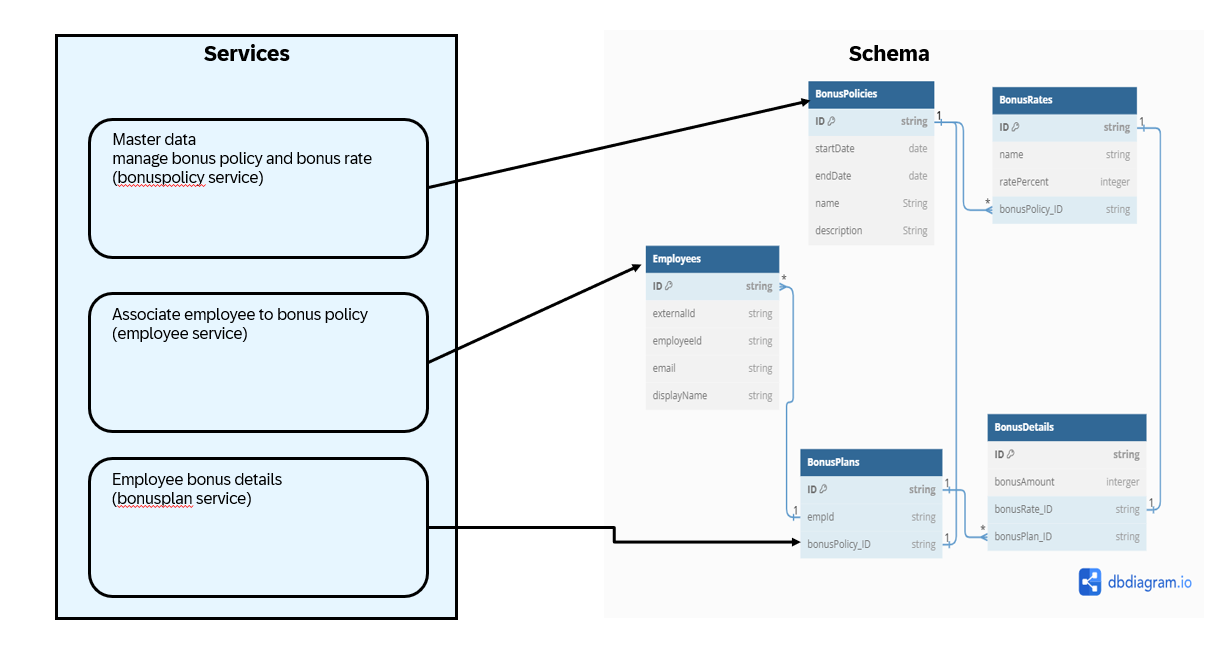 Services
Master data
manage bonus policy and bonus rate
(bonuspolicy service)
Associate employee to bonus policy
(employee service)
Employee bonus details
(bonusplan service)
Schema
BonusPolicies
ID string
startDate date
endDate date
name String
description String
1
BonusRates
ID string
name string
ratePercent integer
bonusPolicy_ID string
1
*
Employees
ID string
externalId string
employeeId string
email string
displayName string
*
BonusPlans
ID string
empId string
bonusPolicy_ID string
1
1
1
BonusDetails
ID string
bonusAmount interger
bonusRate_ID string
bonusPlan_ID string
1
*
dbdiagram.io